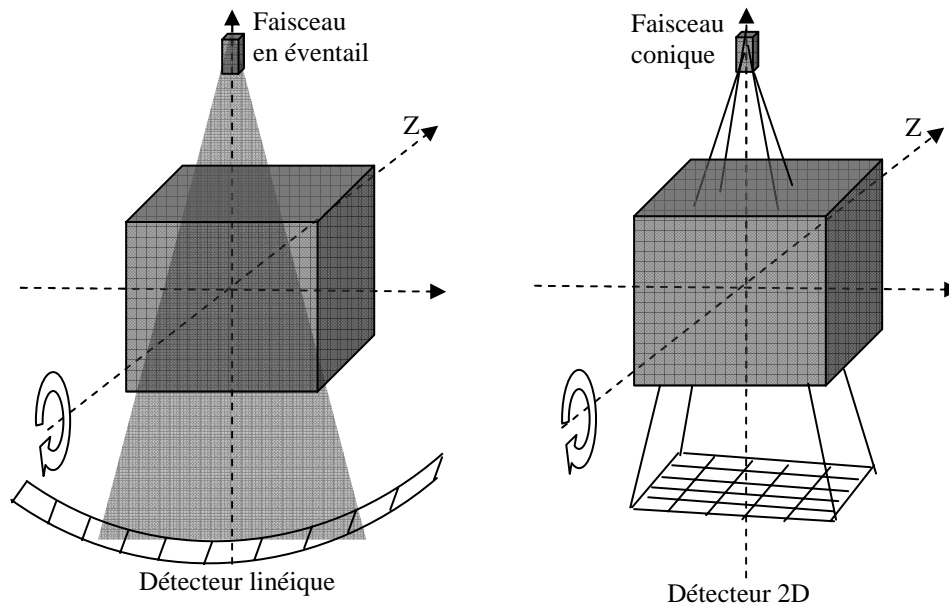 Faisceau
en éventail
Z
Détecteur linéique
Faisceau
conique
Z
Détecteur 2D